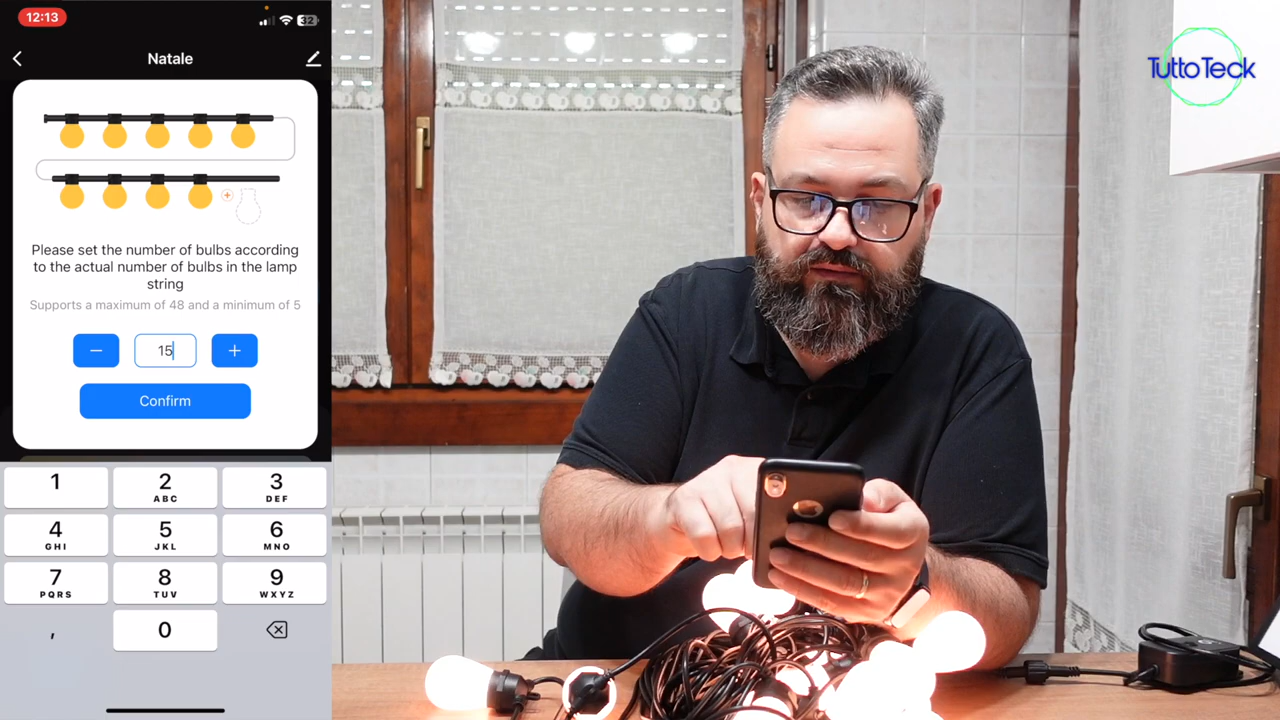 12:13
32
Natale
Please set the number of bulbs according
to the actual number of bulbs in the lamp
string
Supports a maximum of 48 and a minimum of 5
15
Confirm
1
2
ABC
3
DEF
4
GHI
5
JKL
6
MNO
7
PQRS
8
TUV
9
WXYZ
,
0
TuttoTeck